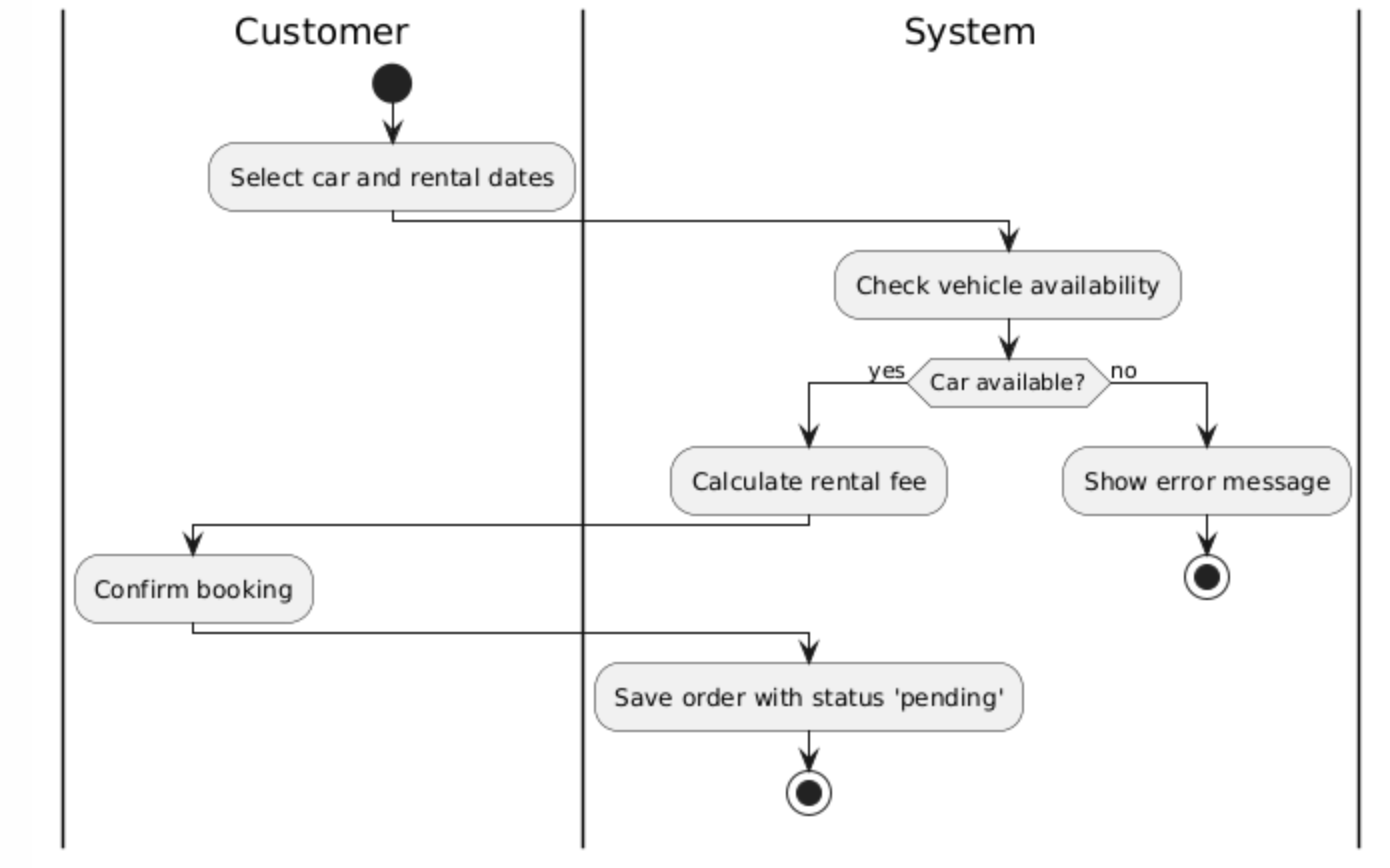 Customer
System
Select car and rental dates
Check vehicle availability
yes
Car available?
no
Calculate rental fee
Show error message
Confirm booking
Save order with status 'pending'